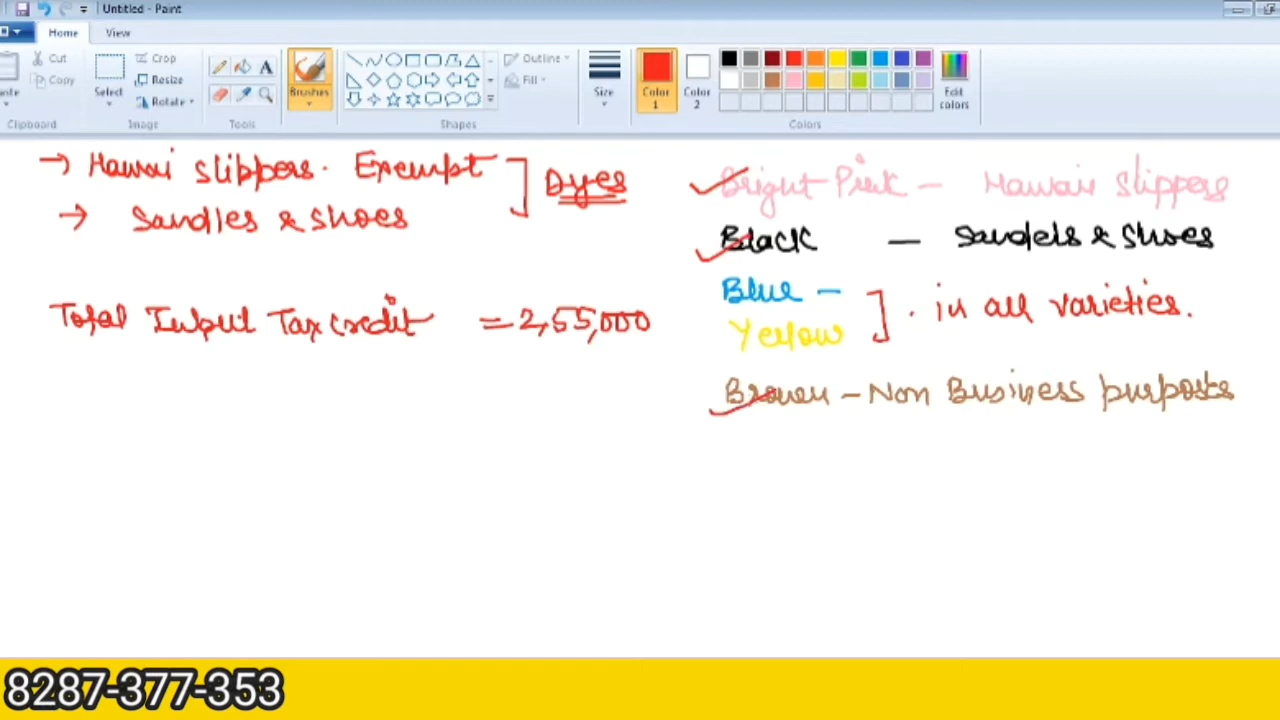 Untitled - Paint
Home View
Cut
Copy
Clipboard
Select
Crop
Resize
Rotate
Image
A
Tools
Brushes
Shapes
Outline
Fill
Size
Color 1
Color 2
Colors
Edit colors
→ Hawai slippers. Exempt
→ Sandles & shoes
Dyes
Total Input Tax credit = 2,55,000
Bright Pink - Hawaii slippers
Black - Sandels & Shoes
Blue -
Yellow
. in all varieties.
Brown - Non Business purposes
8287-377-353